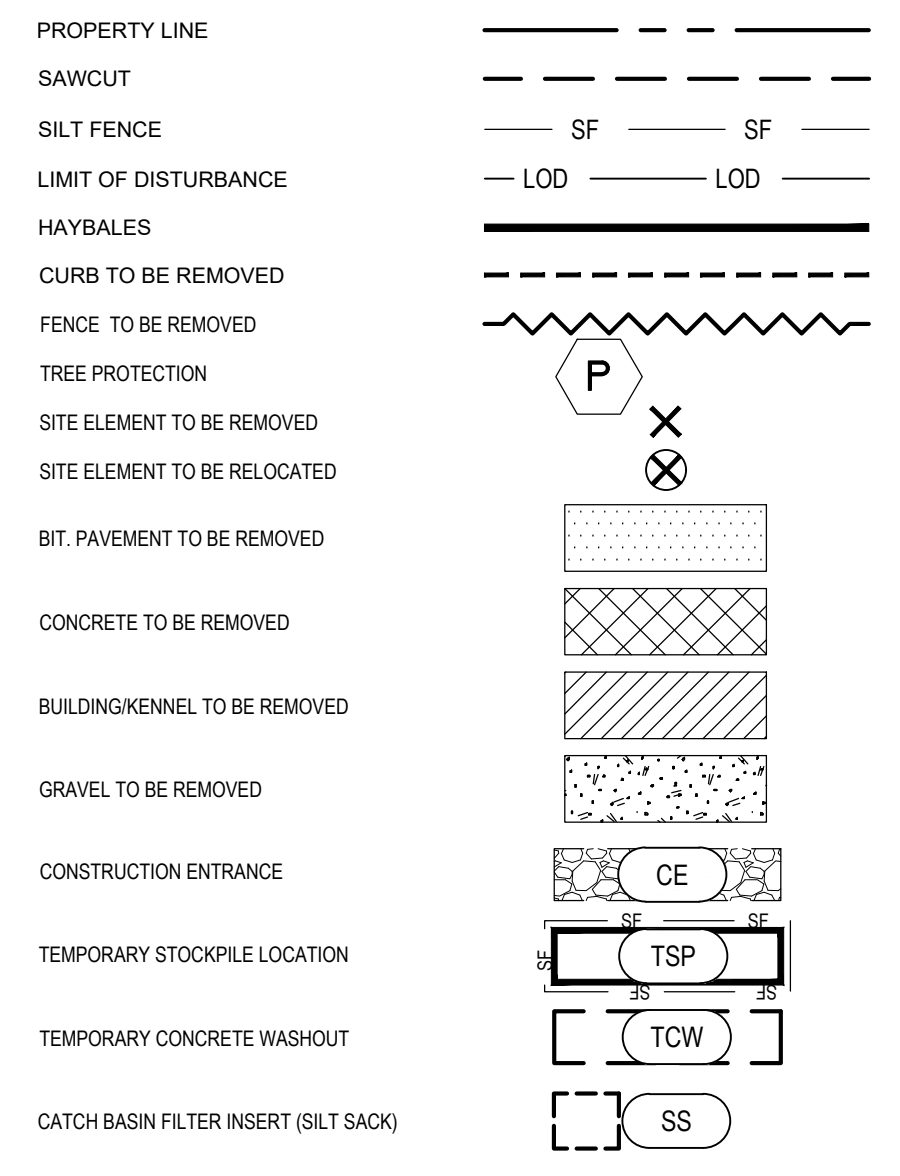 PROPERTY LINE
SAWCUT
SILT FENCE SF SF
LIMIT OF DISTURBANCE LOD LOD
HAYBALES
CURB TO BE REMOVED
FENCE TO BE REMOVED
TREE PROTECTION P
SITE ELEMENT TO BE REMOVED
SITE ELEMENT TO BE RELOCATED
BIT. PAVEMENT TO BE REMOVED
CONCRETE TO BE REMOVED
BUILDING/KENNEL TO BE REMOVED
GRAVEL TO BE REMOVED
CONSTRUCTION ENTRANCE CE
SF SF
TEMPORARY STOCKPILE LOCATION SF TSP
SF SF
TEMPORARY CONCRETE WASHOUT TCW
CATCH BASIN FILTER INSERT (SILT SACK) SS